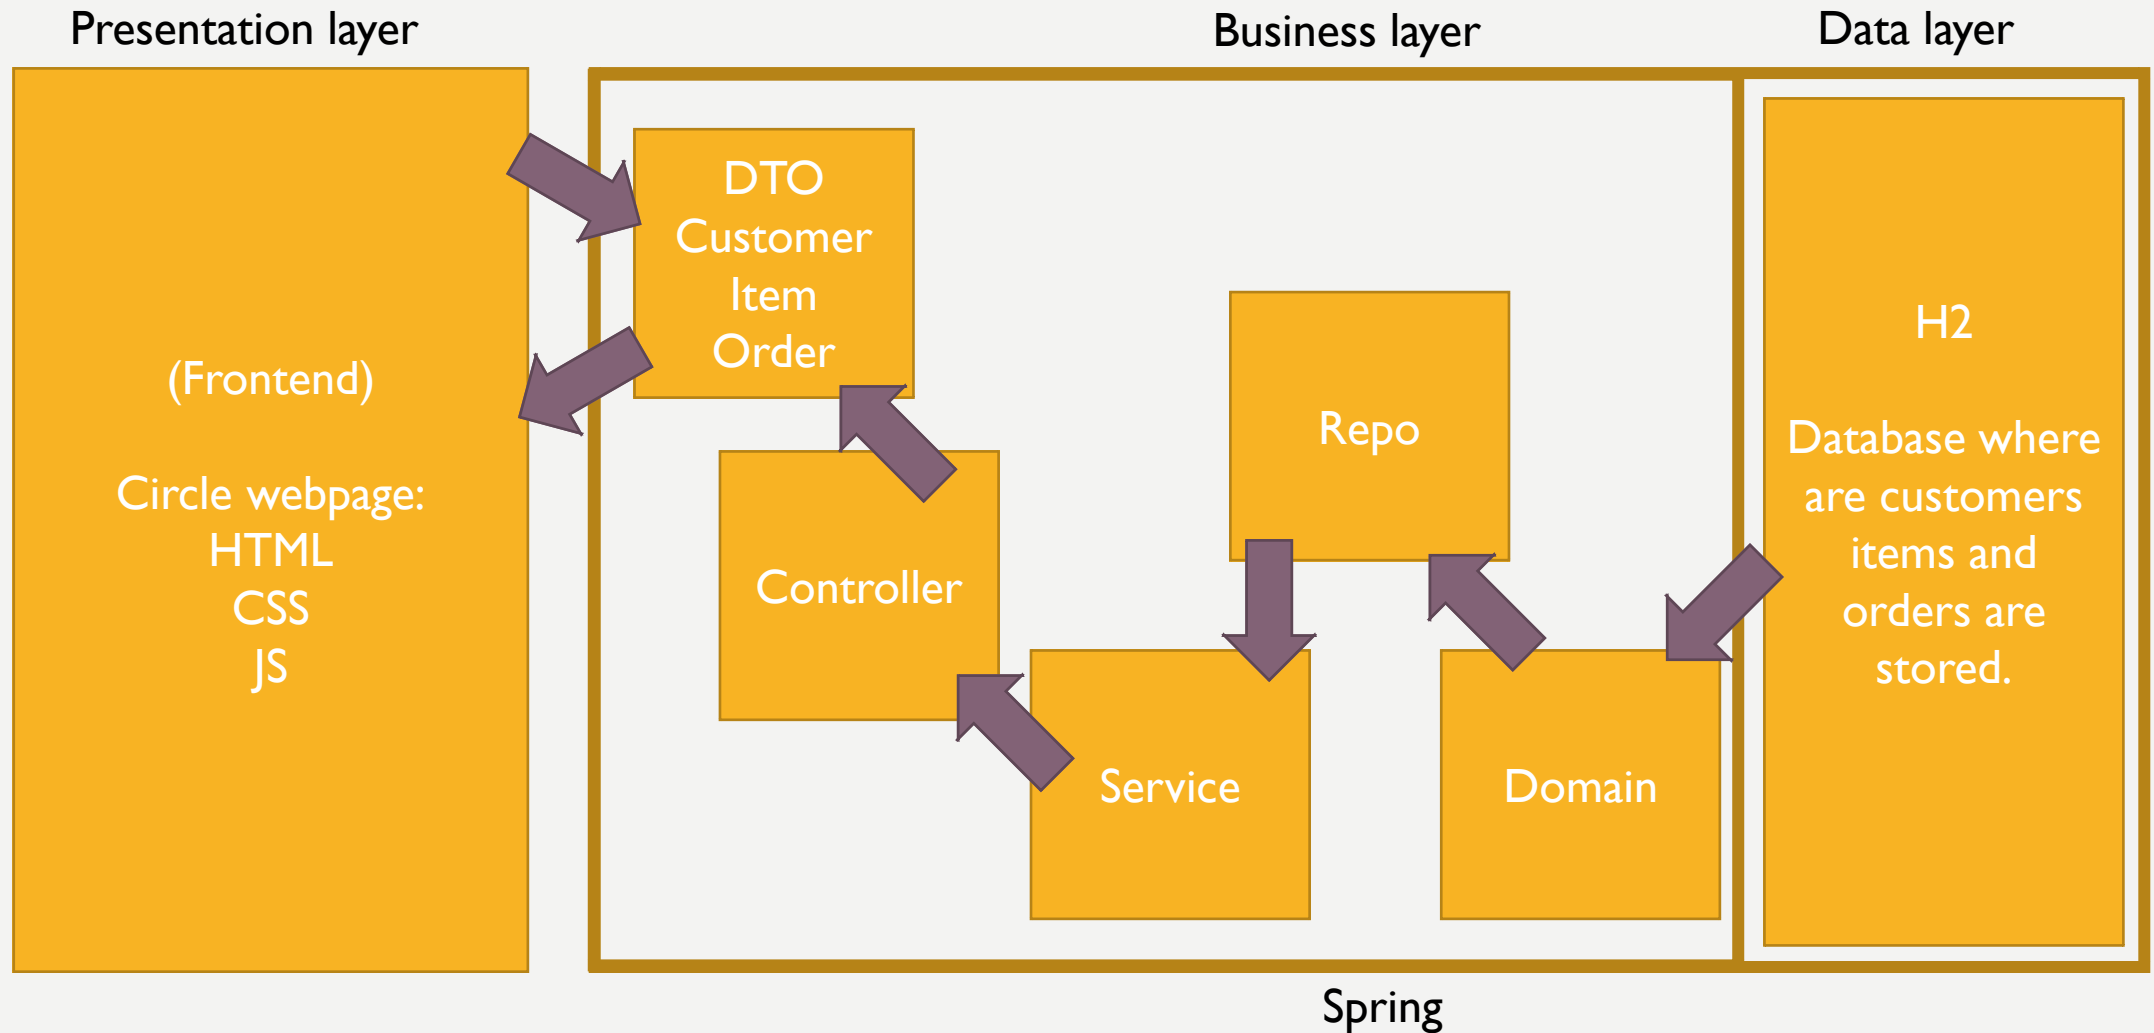 Presentation layer
Business layer
Data layer
(Frontend)
Circle webpage:
HTML
CSS
JS
DTO
Customer
Item
Order
Controller
Repo
Service
Domain
H2
Database where
are customers
items and
orders are
stored.
Spring